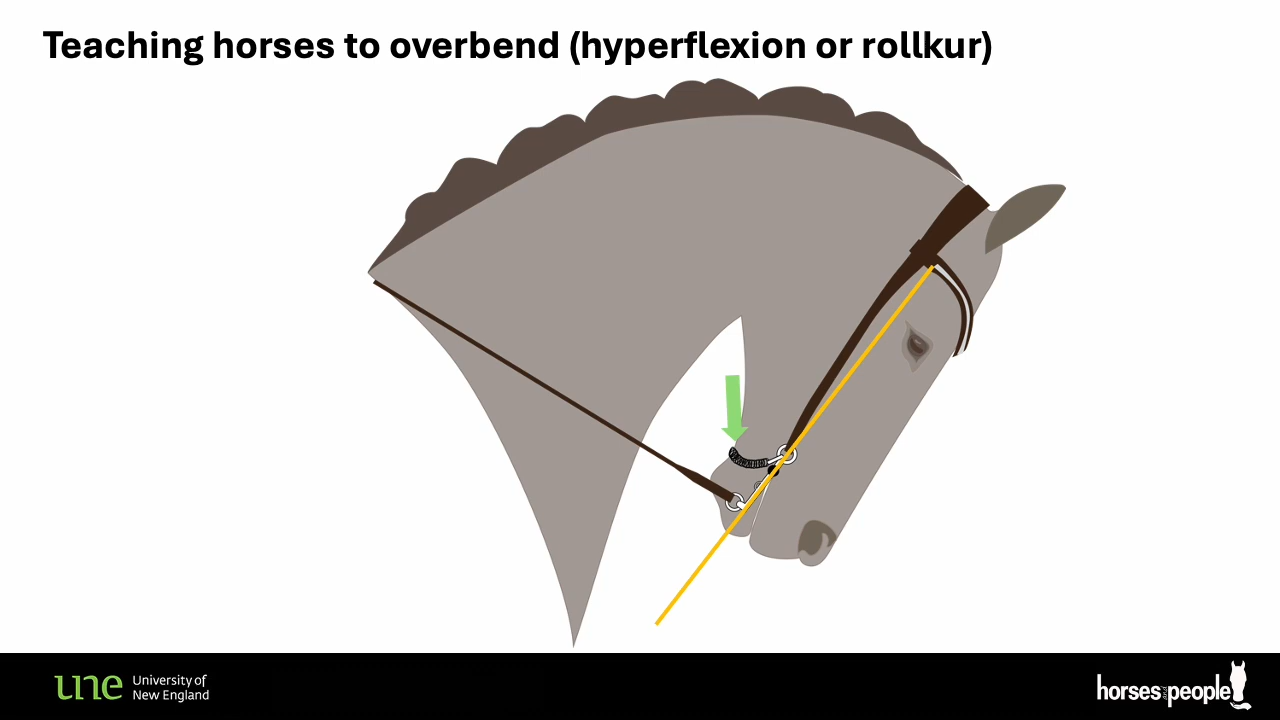 Teaching horses to overbend (hyperflexion or rollkur)
une
University of
New England
horses and people